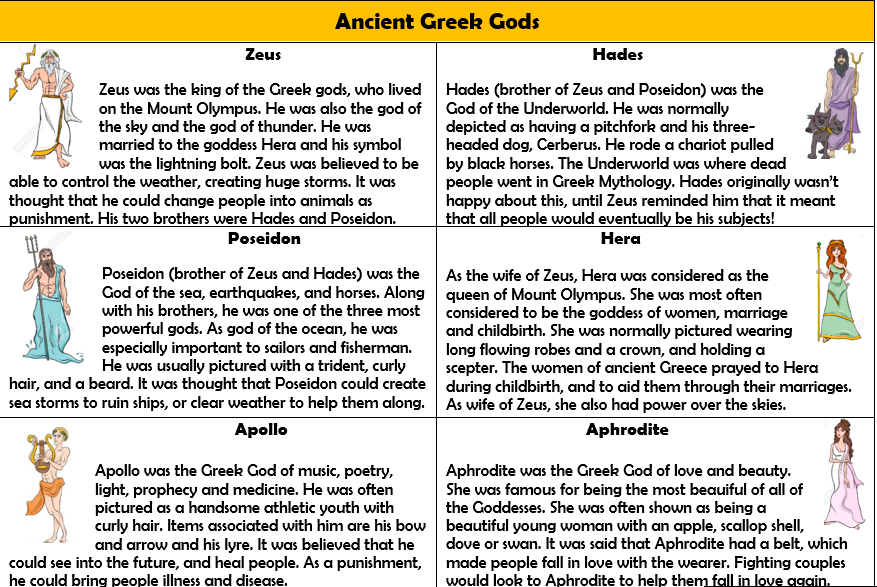 Ancient Greek Gods
Zeus
Zeus was the king of the Greek gods, who lived
on the Mount Olympus. He was also the god of
the sky and the god of thunder. He was
married to the goddess Hera and his symbol
was the lightning bolt. Zeus was believed to be
able to control the weather, creating huge storms. It was
thought that he could change people into animals as
punishment. His two brothers were Hades and Poseidon.
Hades
Hades (brother of Zeus and Poseidon) was the
God of the Underworld. He was normally
depicted as having a pitchfork and his three-
headed dog, Cerberus. He rode a chariot pulled
by black horses. The Underworld was where dead
people went in Greek Mythology. Hades originally wasn't
happy about this, until Zeus reminded him that it meant
that all people would eventually be his subjects!
Poseidon
Poseidon (brother of Zeus and Hades) was the
God of the sea, earthquakes, and horses. Along
with his brothers, he was one of the three most
powerful gods. As god of the ocean, he was
especially important to sailors and fisherman.
He was usually pictured with a trident, curly
hair, and a beard. It was thought that Poseidon could create
sea storms to ruin ships, or clear weather to help them along.
Hera
As the wife of Zeus, Hera was considered as the
queen of Mount Olympus. She was most often
considered to be the goddess of women, marriage
and childbirth. She was normally pictured wearing
long flowing robes and a crown, and holding a
scepter. The women of ancient Greece prayed to Hera
during childbirth, and to aid them through their marriages.
As wife of Zeus, she also had power over the skies.
Apollo
Apollo was the Greek God of music, poetry,
light, prophecy and medicine. He was often
pictured as a handsome athletic youth with
curly hair. Items associated with him are his bow
and arrow and his lyre. It was believed that he
could see into the future, and heal people. As a punishment,
he could bring people illness and disease.
Aphrodite
Aphrodite was the Greek God of love and beauty.
She was famous for being the most beauiful of all of
the Goddesses. She was often shown as being a
beautiful young woman with an apple, scallop shell,
dove or swan. It was said that Aphrodite had a belt, which
made people fall in love with the wearer. Fighting couples
would look to Aphrodite to help them fall in love again.